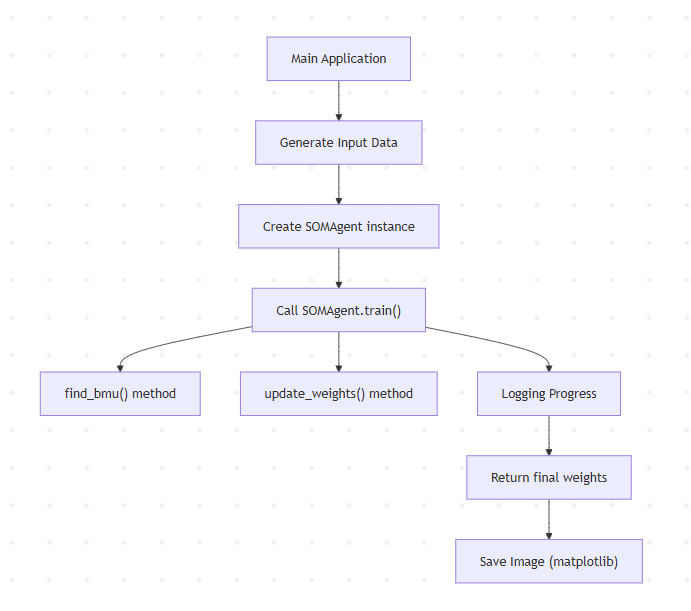 Main Application
Generate Input Data
Create SOMAgent instance
Call SOMAgent.train()
find_bmu() method
update_weights() method
Logging Progress
Return final weights
Save Image (matplotlib)